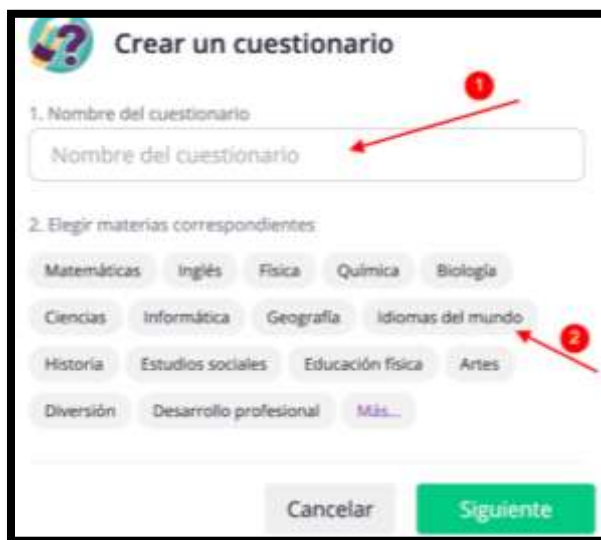 Crear un cuestionario
1
1. Nombre del cuestionario
Nombre del cuestionario
2. Elegir materias correspondientes
Matemáticas Inglés Física Química Biología
Ciencias Informática Geografía Idiomas del mundo
2
Historia Estudios sociales Educación física Artes
Diversión Desarrollo profesional Más...
Cancelar Siguiente